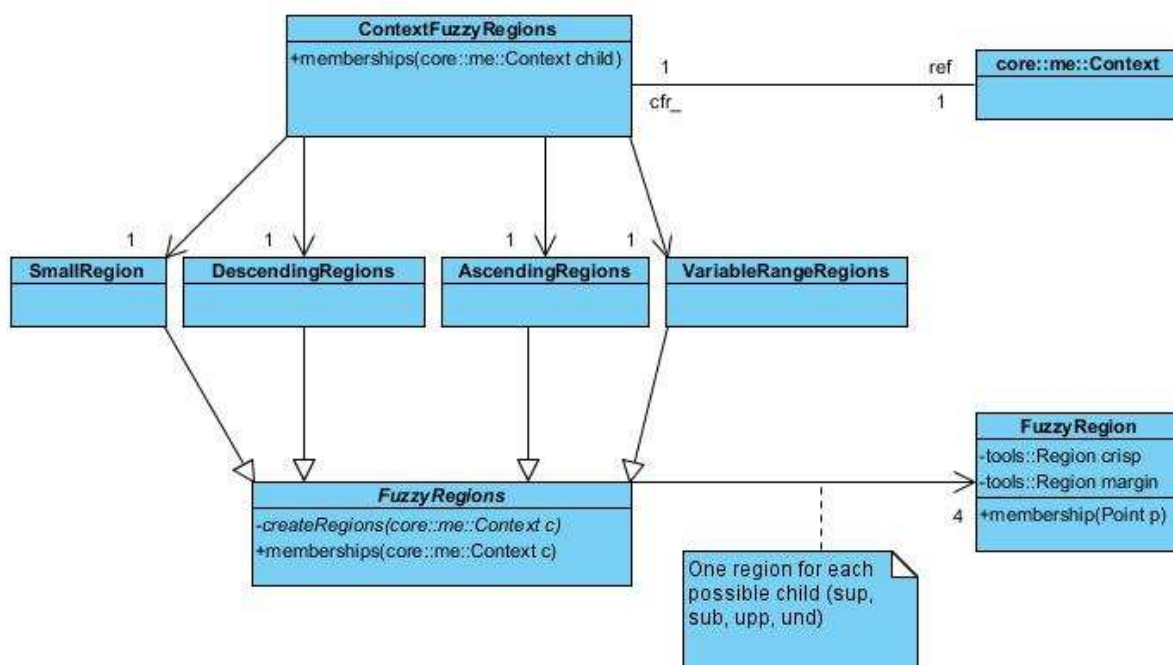 ContextFuzzyRegions
+memberships(core::me::Context child)
1
ref
cfr_
1
core::me::Context
1
1
1
1
SmallRegion
DescendingRegions
AscendingRegions
VariableRangeRegions
FuzzyRegions
-createRegions(core::me::Context c)
+memberships(core::me::Context c)
4
FuzzyRegion
-tools::Region crisp
-tools::Region margin
+membership(Point p)
One region for each
possible child (sup,
sub, upp, und)